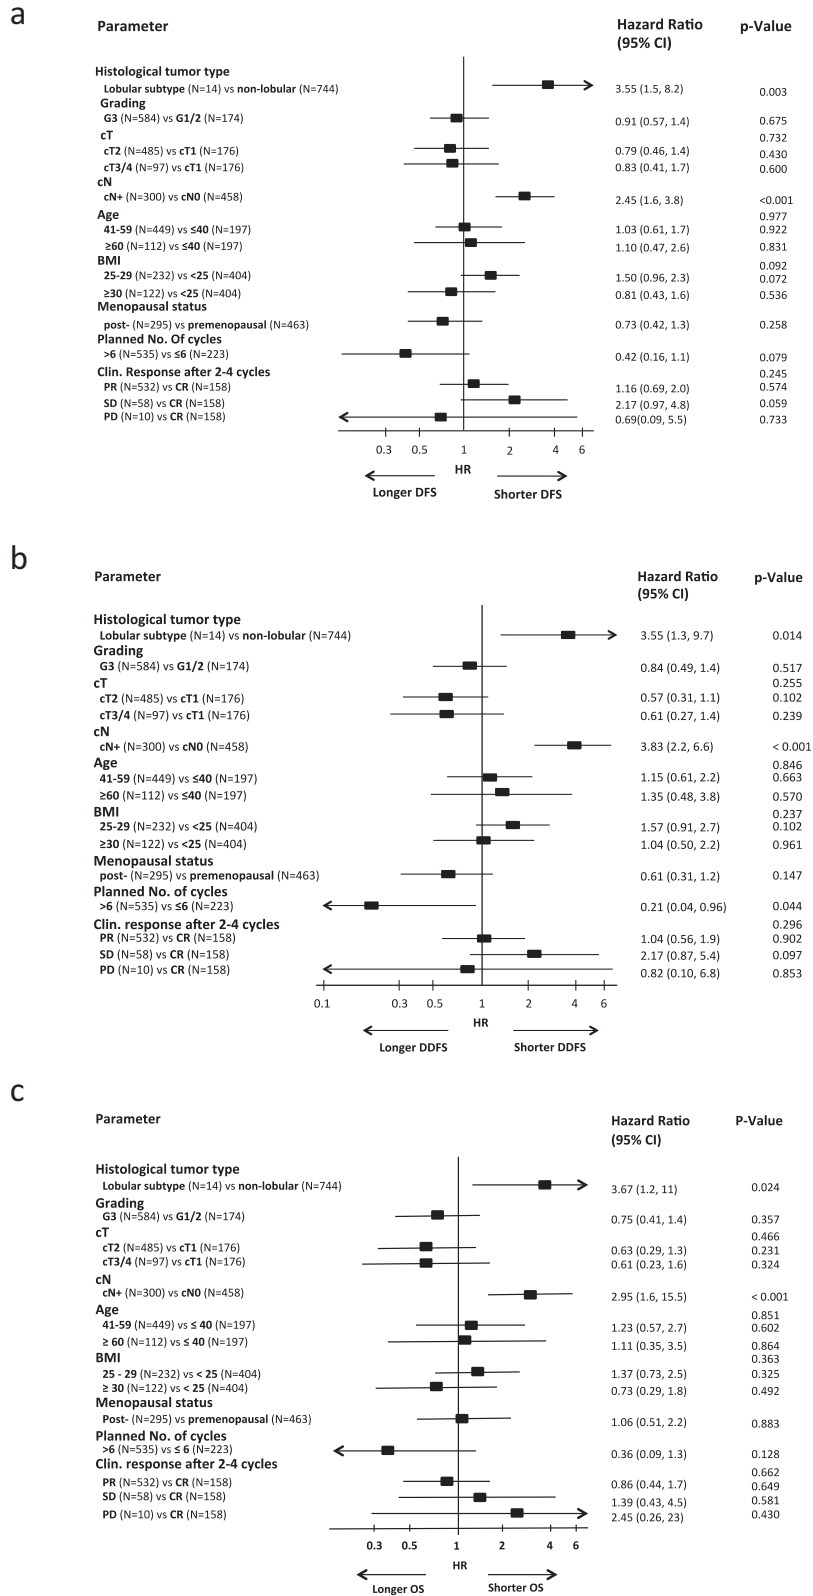 a
Parameter Hazard Ratio p-Value
(95% CI)
Histological tumor type
Lobular subtype (N=14) vs non-lobular (N=744) 3.55 (1.5, 8.2) 0.003
Grading
G3 (N=584) vs G1/2 (N=174) 0.91 (0.57, 1.4) 0.675
cT 0.732
cT2 (N=485) vs cT1 (N=176) 0.79 (0.46, 1.4) 0.430
cT3/4 (N=97) vs cT1 (N=176) 0.83 (0.41, 1.7) 0.600
cN
cN+ (N=300) vs cN0 (N=458) 2.45 (1.6, 3.8) <0.001
Age 0.977
41-59 (N=449) vs ≤40 (N=197) 1.03 (0.61, 1.7) 0.922
≥60 (N=112) vs ≤40 (N=197) 1.10 (0.47, 2.6) 0.831
BMI 0.092
25-29 (N=232) vs <25 (N=404) 1.50 (0.96, 2.3) 0.072
≥30 (N=122) vs <25 (N=404) 0.81 (0.43, 1.6) 0.536
Menopausal status
post- (N=295) vs premenopausal (N=463) 0.73 (0.42, 1.3) 0.258
Planned No. Of cycles
>6 (N=535) vs ≤6 (N=223) 0.42 (0.16, 1.1) 0.079
Clin. Response after 2-4 cycles 0.245
PR (N=532) vs CR (N=158) 1.16 (0.69, 2.0) 0.574
SD (N=58) vs CR (N=158) 2.17 (0.97, 4.8) 0.059
PD (N=10) vs CR (N=158) 0.69(0.09, 5.5) 0.733
0.3 0.5 1 2 4 6
HR
Longer DFS Shorter DFS
b
Parameter Hazard Ratio p-Value
(95% CI)
Histological tumor type
Lobular subtype (N=14) vs non-lobular (N=744) 3.55 (1.3, 9.7) 0.014
Grading
G3 (N=584) vs G1/2 (N=174) 0.84 (0.49, 1.4) 0.517
cT 0.255
cT2 (N=485) vs cT1 (N=176) 0.57 (0.31, 1.1) 0.102
cT3/4 (N=97) vs cT1 (N=176) 0.61 (0.27, 1.4) 0.239
cN
cN+ (N=300) vs cN0 (N=458) 3.83 (2.2, 6.6) < 0.001
Age 0.846
41-59 (N=449) vs ≤40 (N=197) 1.15 (0.61, 2.2) 0.663
≥60 (N=112) vs ≤40 (N=197) 1.35 (0.48, 3.8) 0.570
BMI 0.237
25-29 (N=232) vs <25 (N=404) 1.57 (0.91, 2.7) 0.102
≥30 (N=122) vs <25 (N=404) 1.04 (0.50, 2.2) 0.961
Menopausal status
post- (N=295) vs premenopausal (N=463) 0.61 (0.31, 1.2) 0.147
Planned No. of cycles
>6 (N=535) vs ≤6 (N=223) 0.21 (0.04, 0.96) 0.044
Clin. response after 2-4 cycles 0.296
PR (N=532) vs CR (N=158) 1.04 (0.56, 1.9) 0.902
SD (N=58) vs CR (N=158) 2.17 (0.87, 5.4) 0.097
PD (N=10) vs CR (N=158) 0.82 (0.10, 6.8) 0.853
0.1 0.3 0.5 1 2 4 6
HR
Longer DDFS Shorter DDFS
c
Parameter Hazard Ratio P-Value
(95% CI)
Histological tumor type
Lobular subtype (N=14) vs non-lobular (N=744) 3.67 (1.2, 11) 0.024
Grading
G3 (N=584) vs G1/2 (N=174) 0.75 (0.41, 1.4) 0.357
cT 0.466
cT2 (N=485) vs cT1 (N=176) 0.63 (0.29, 1.3) 0.231
cT3/4 (N=97) vs cT1 (N=176) 0.61 (0.23, 1.6) 0.324
cN
cN+ (N=300) vs cN0 (N=458) 2.95 (1.6, 15.5) < 0.001
Age 0.851
41-59 (N=449) vs ≤ 40 (N=197) 1.23 (0.57, 2.7) 0.602
≥ 60 (N=112) vs ≤ 40 (N=197) 1.11 (0.35, 3.5) 0.864
BMI 0.363
25 - 29 (N=232) vs < 25 (N=404) 1.37 (0.73, 2.5) 0.325
≥ 30 (N=122) vs < 25 (N=404) 0.73 (0.29, 1.8) 0.492
Menopausal status
Post- (N=295) vs premenopausal (N=463) 1.06 (0.51, 2.2) 0.883
Planned No. of cycles
>6 (N=535) vs ≤ 6 (N=223) 0.36 (0.09, 1.3) 0.128
Clin. response after 2-4 cycles 0.662
PR (N=532) vs CR (N=158) 0.86 (0.44, 1.7) 0.649
SD (N=58) vs CR (N=158) 1.39 (0.43, 4.5) 0.581
PD (N=10) vs CR (N=158) 2.45 (0.26, 23) 0.430
0.3 0.5 1 2 4 6
HR
Longer OS Shorter OS